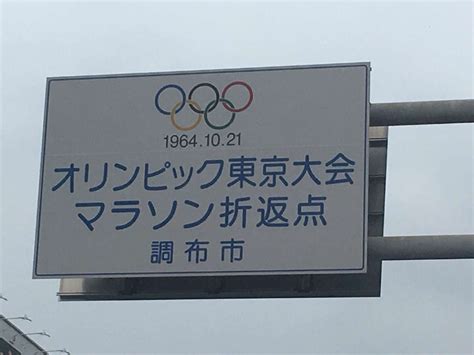 1964.10.21
オリンピック東京大会
マラソン折返点
調布市